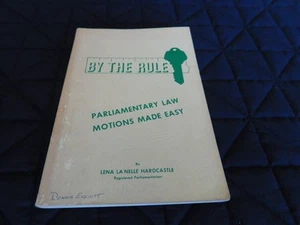 BY THE RULE
PARLIAMENTARY LAW
MOTIONS MADE EASY
By
LENA LA-NELLE HARDCASTLE
Registered Parliamentarian